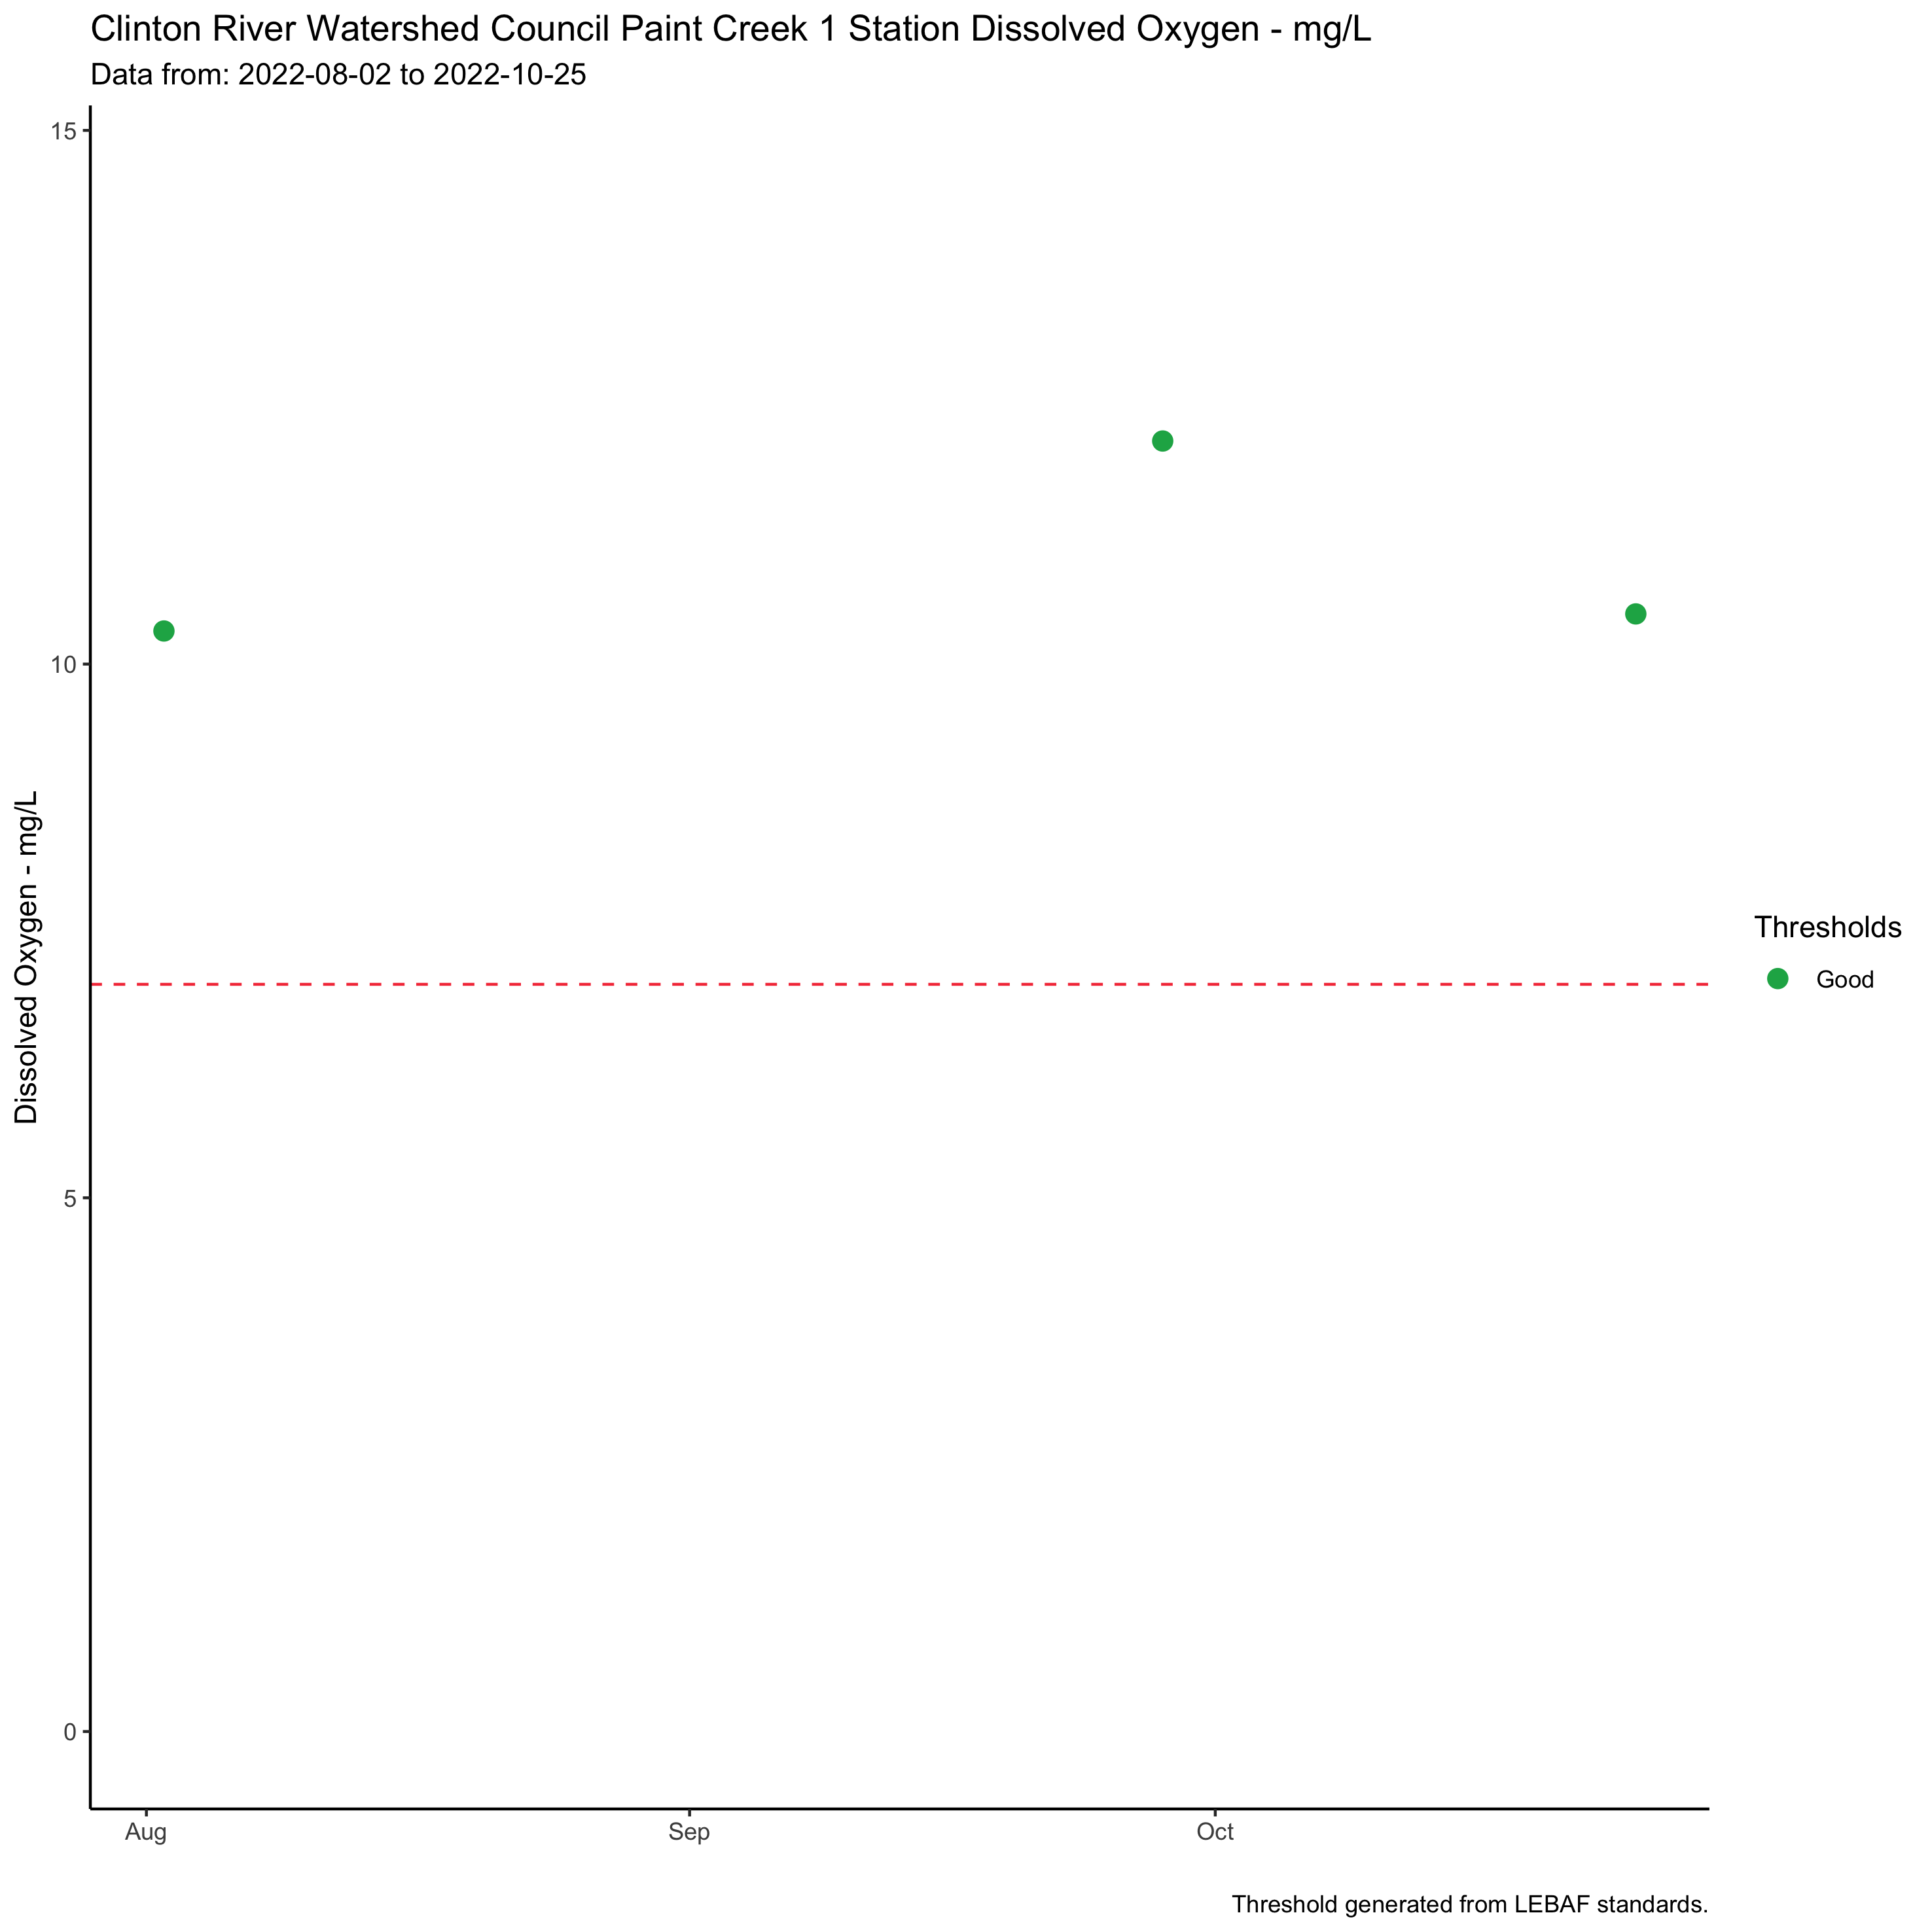 Clinton River Watershed Council Paint Creek 1 Station Dissolved Oxygen - mg/L
Data from: 2022-08-02 to 2022-10-25
15
10
5
0
Dissolved Oxygen - mg/L
Aug
Sep
Oct
Thresholds
Good
Threshold generated from LEBAF standards.